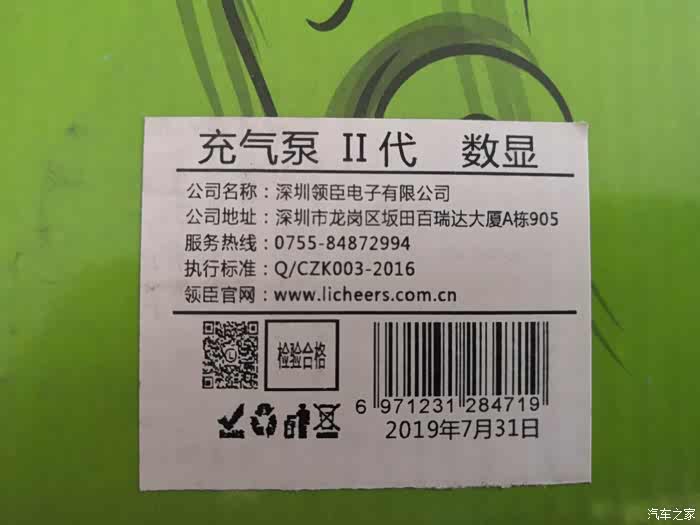 充气泵 II代 数显
公司名称：深圳领臣电子有限公司
公司地址：深圳市龙岗区坂田百瑞达大厦A栋905
服务热线：0755-84872994
执行标准：Q/CZK003-2016
领臣官网：www.licheers.com.cn
检验合格
6 971231 284719
2019年7月31日
汽车之家